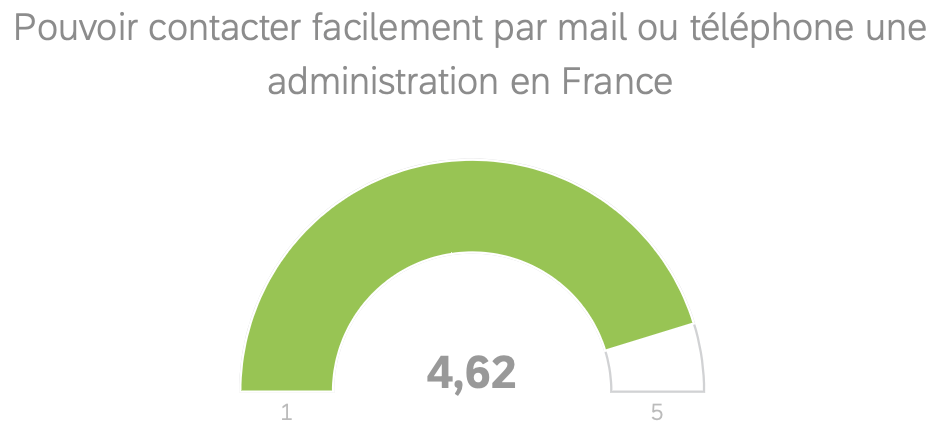 Pouvoir contacter facilement par mail ou téléphone une
administration en France
4,62
1
5